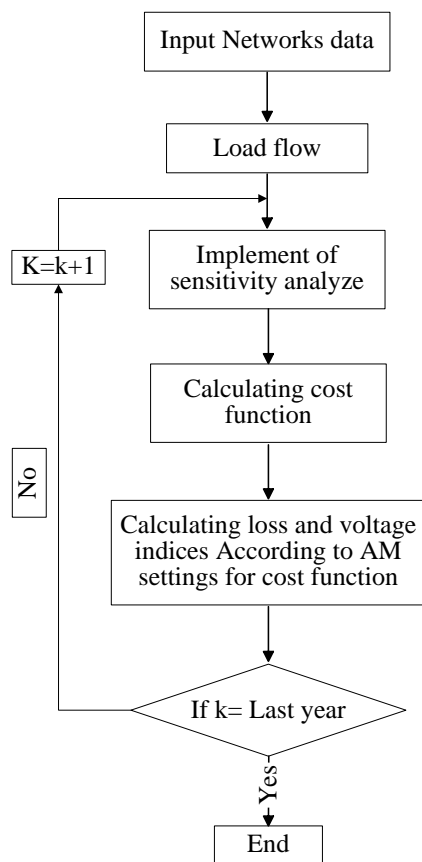 Input Networks data
Load flow
K=k+1
Implement of
sensitivity analyze
Calculating cost
function
No
Calculating loss and voltage
indices According to AM
settings for cost function
If k= Last year
Yes
End